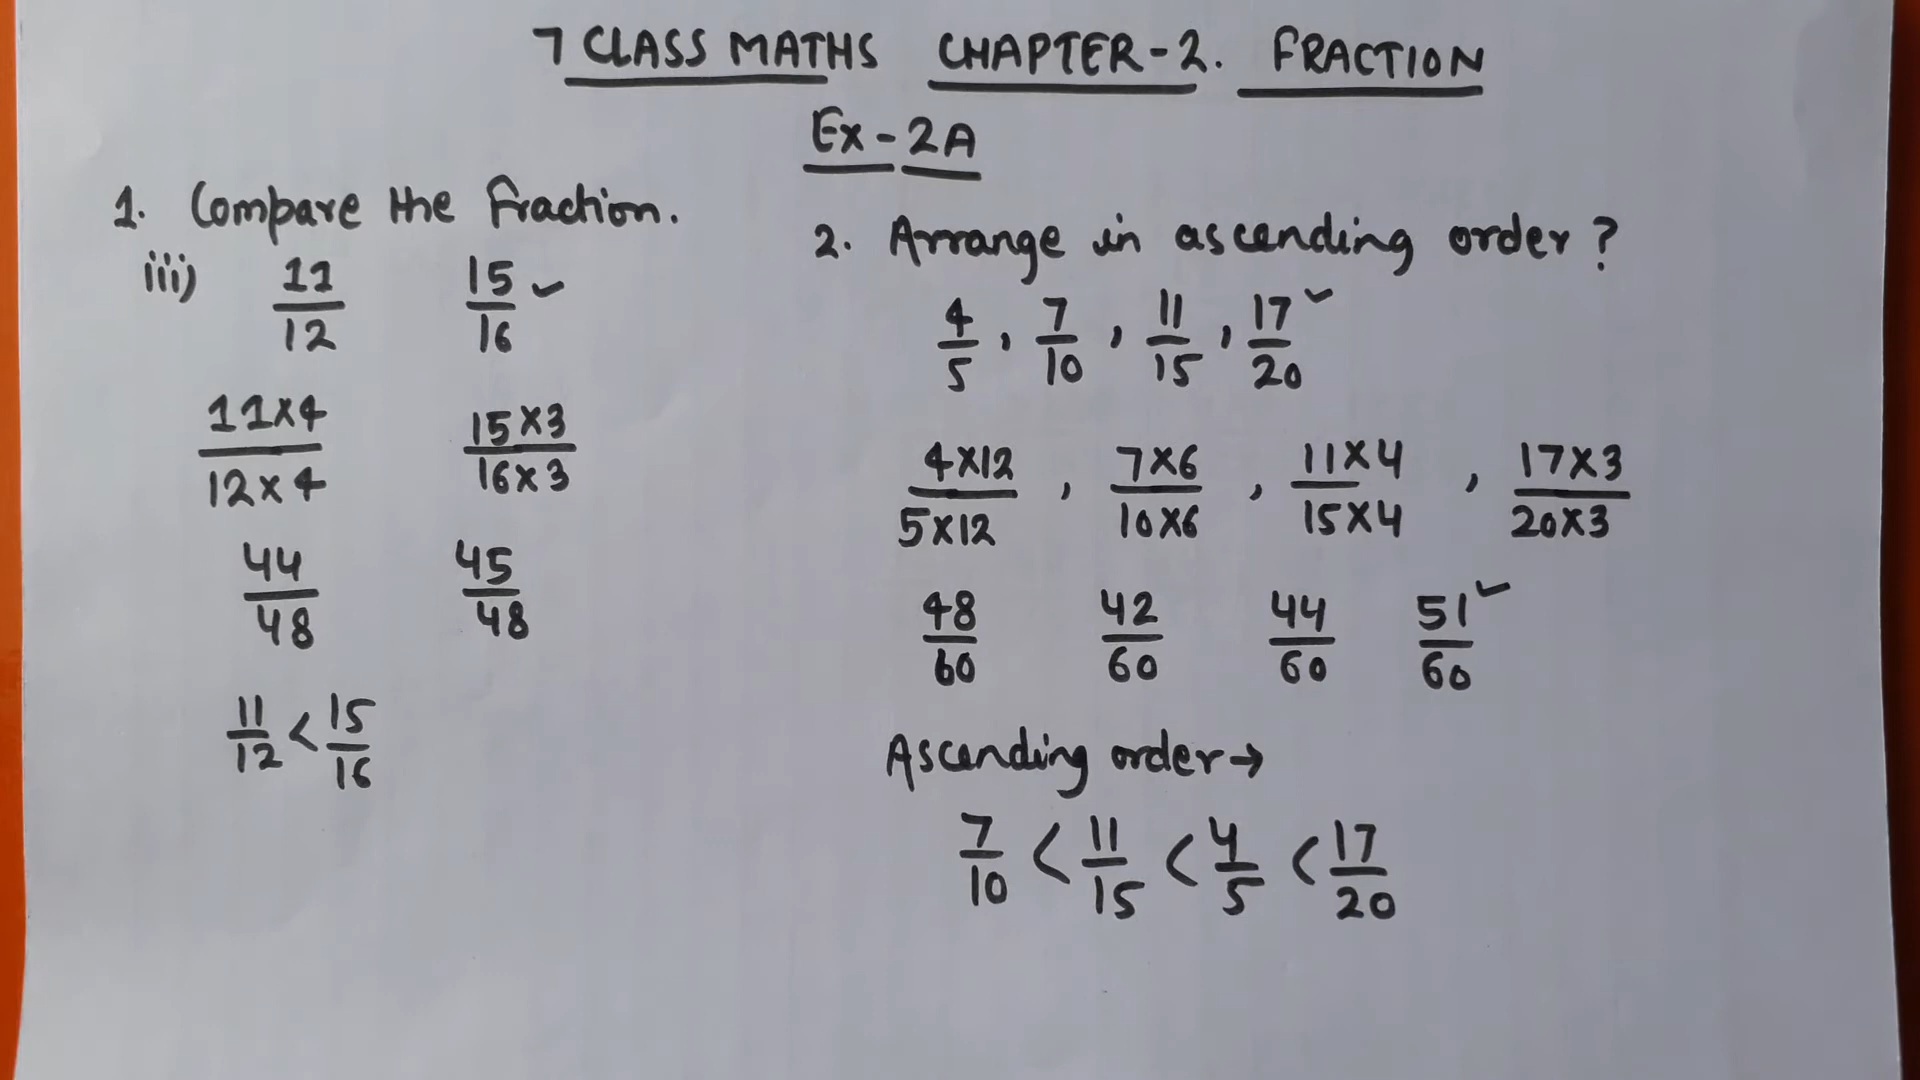 7 CLASS MATHS CHAPTER-2. FRACTION
Ex-2A
1. Compare the Fraction.
iii) 11/12 15/16 ✓
11×4/12×4 15×3/16×3
44/48 45/48
11/12 < 15/16
2. Arrange in ascending order?
4/5, 7/10, 11/15, 17/20 ✓
4×12/5×12, 7×6/10×6, 11×4/15×4, 17×3/20×3
48/60 42/60 44/60 51/60 ✓
Ascending order→
7/10 < 11/15 < 4/5 < 17/20